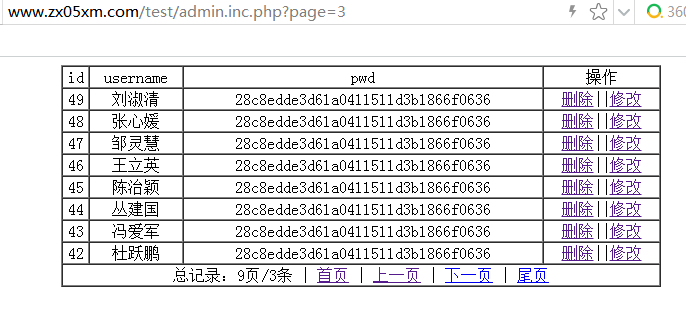 www.zx05xm.com/test/admin.inc.php?page=3 360
id username pwd 操作
49 刘淑清 28c8edde3d61a0411511d3b1866f0636 删除||修改
48 张心媛 28c8edde3d61a0411511d3b1866f0636 删除||修改
47 邹灵慧 28c8edde3d61a0411511d3b1866f0636 删除||修改
46 王立英 28c8edde3d61a0411511d3b1866f0636 删除||修改
45 陈治颖 28c8edde3d61a0411511d3b1866f0636 删除||修改
44 丛建国 28c8edde3d61a0411511d3b1866f0636 删除||修改
43 冯爱军 28c8edde3d61a0411511d3b1866f0636 删除||修改
42 杜跃鹏 28c8edde3d61a0411511d3b1866f0636 删除||修改
总记录：9页/3条 | 首页 | 上一页 | 下一页 | 尾页